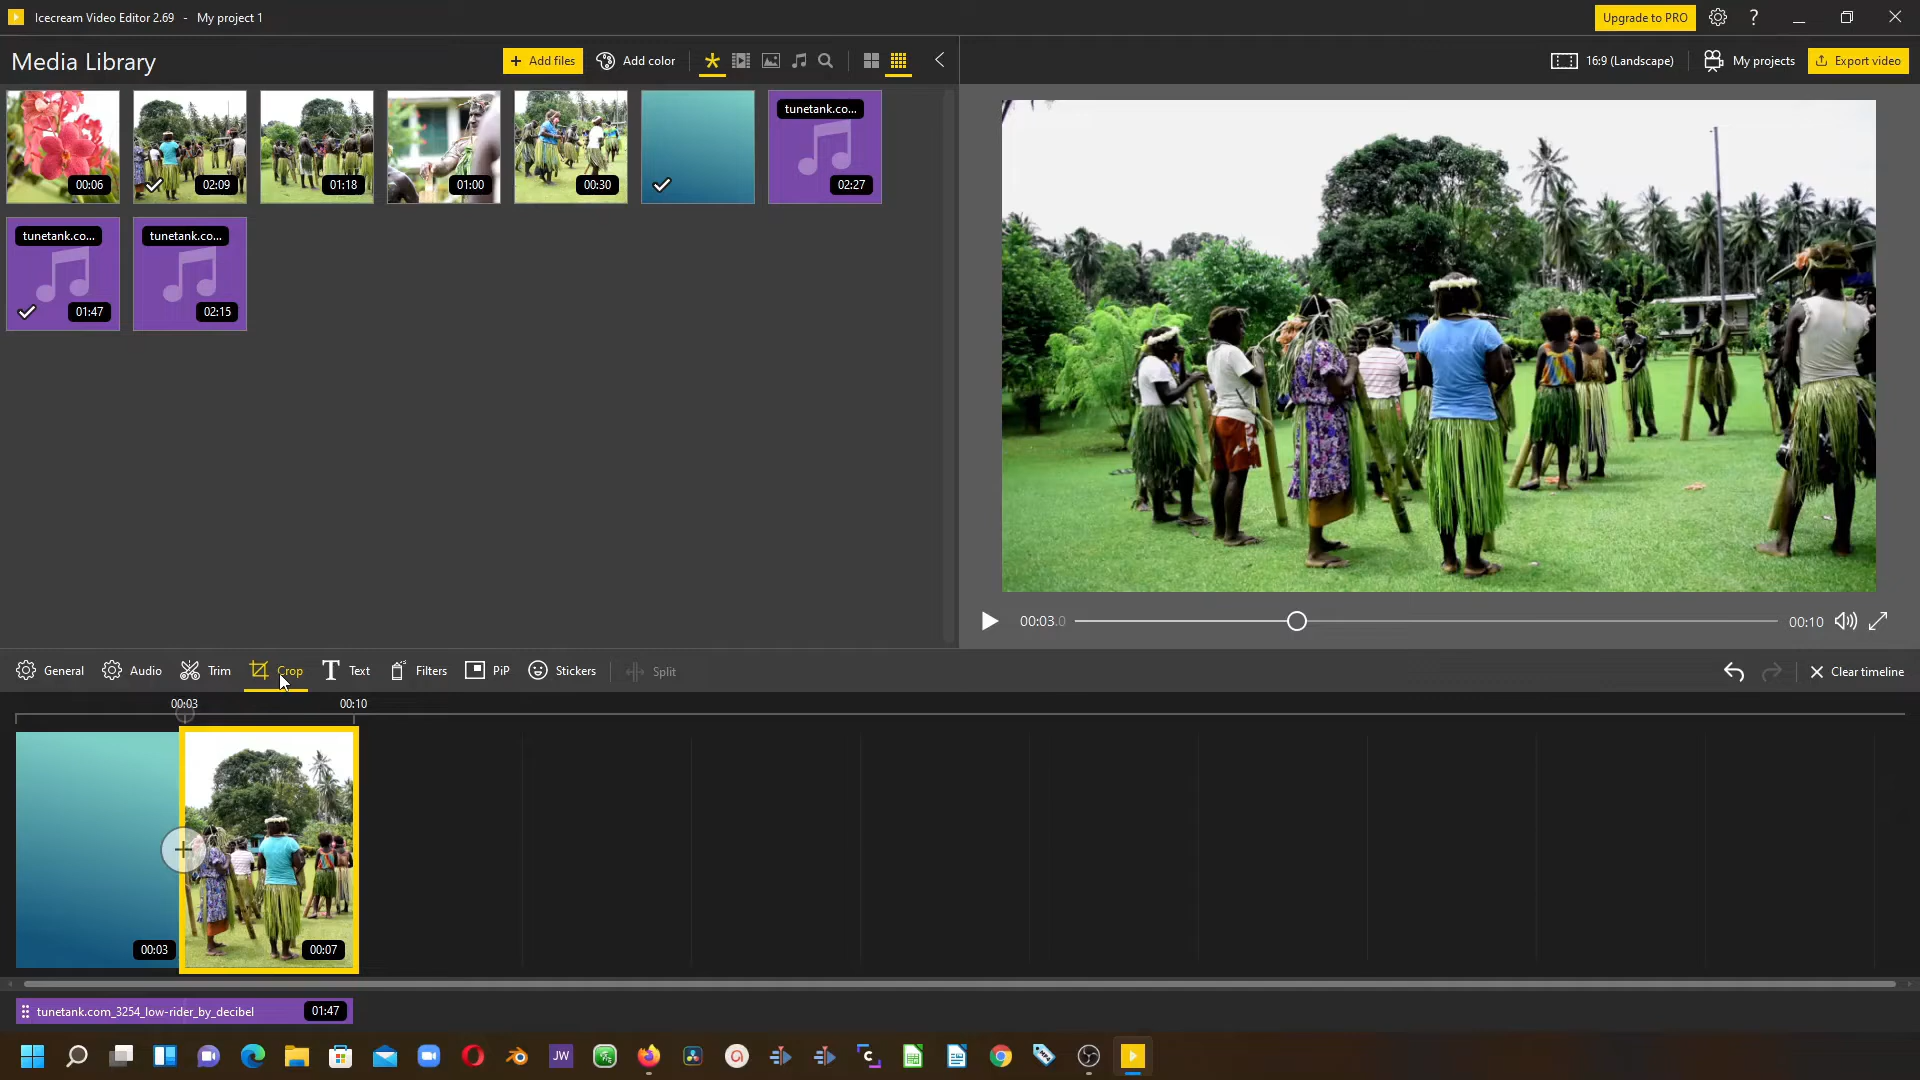 Icecream Video Editor 2.69 - My project 1
Upgrade to PRO
?
Media Library
Add files
Add color
16:9 (Landscape)
My projects
Export video
00:06
02:09
01:18
01:00
00:30
tunetank.co...
02:27
tunetank.co...
01:47
tunetank.co...
02:15
00:03.0
00:10
General
Audio
Trim
Crop
Text
Filters
PiP
Stickers
Split
Clear timeline
00:03
00:10
00:03
00:07
tunetank.com_3254_low-rider_by_decibel
01:47
JW